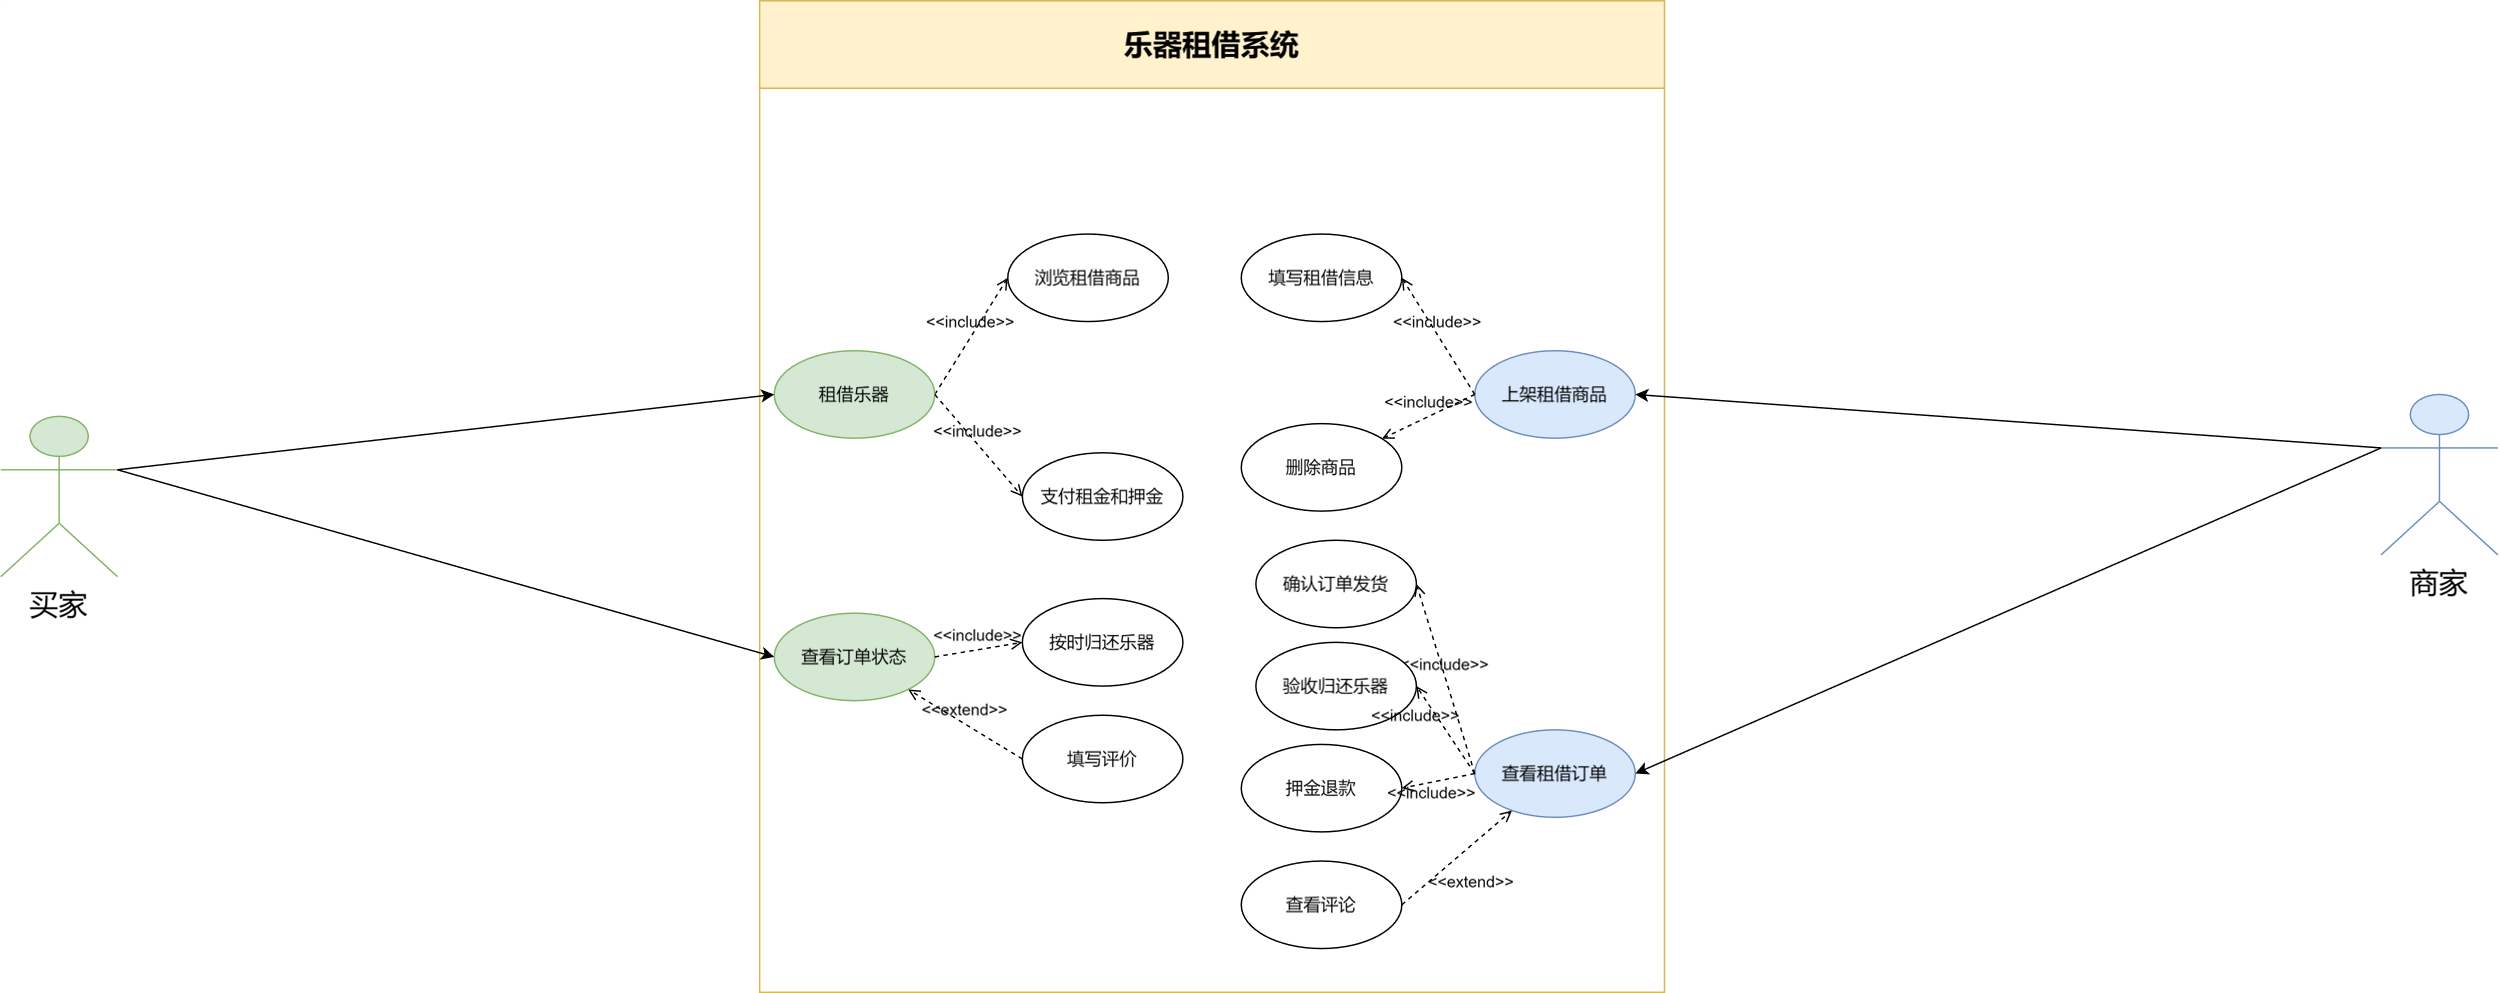 乐器租借系统
浏览租借商品
填写租借信息
<<include>>
<<include>>
租借乐器
上架租借商品
<<include>>
<<include>>
删除商品
支付租金和押金
确认订单发货
买家
商家
<<include>>
按时归还乐器
查看订单状态
<<include>>
验收归还乐器
<<extend>>
<<include>>
填写评价
查看租借订单
押金退款
<<include>>
<<extend>>
查看评论